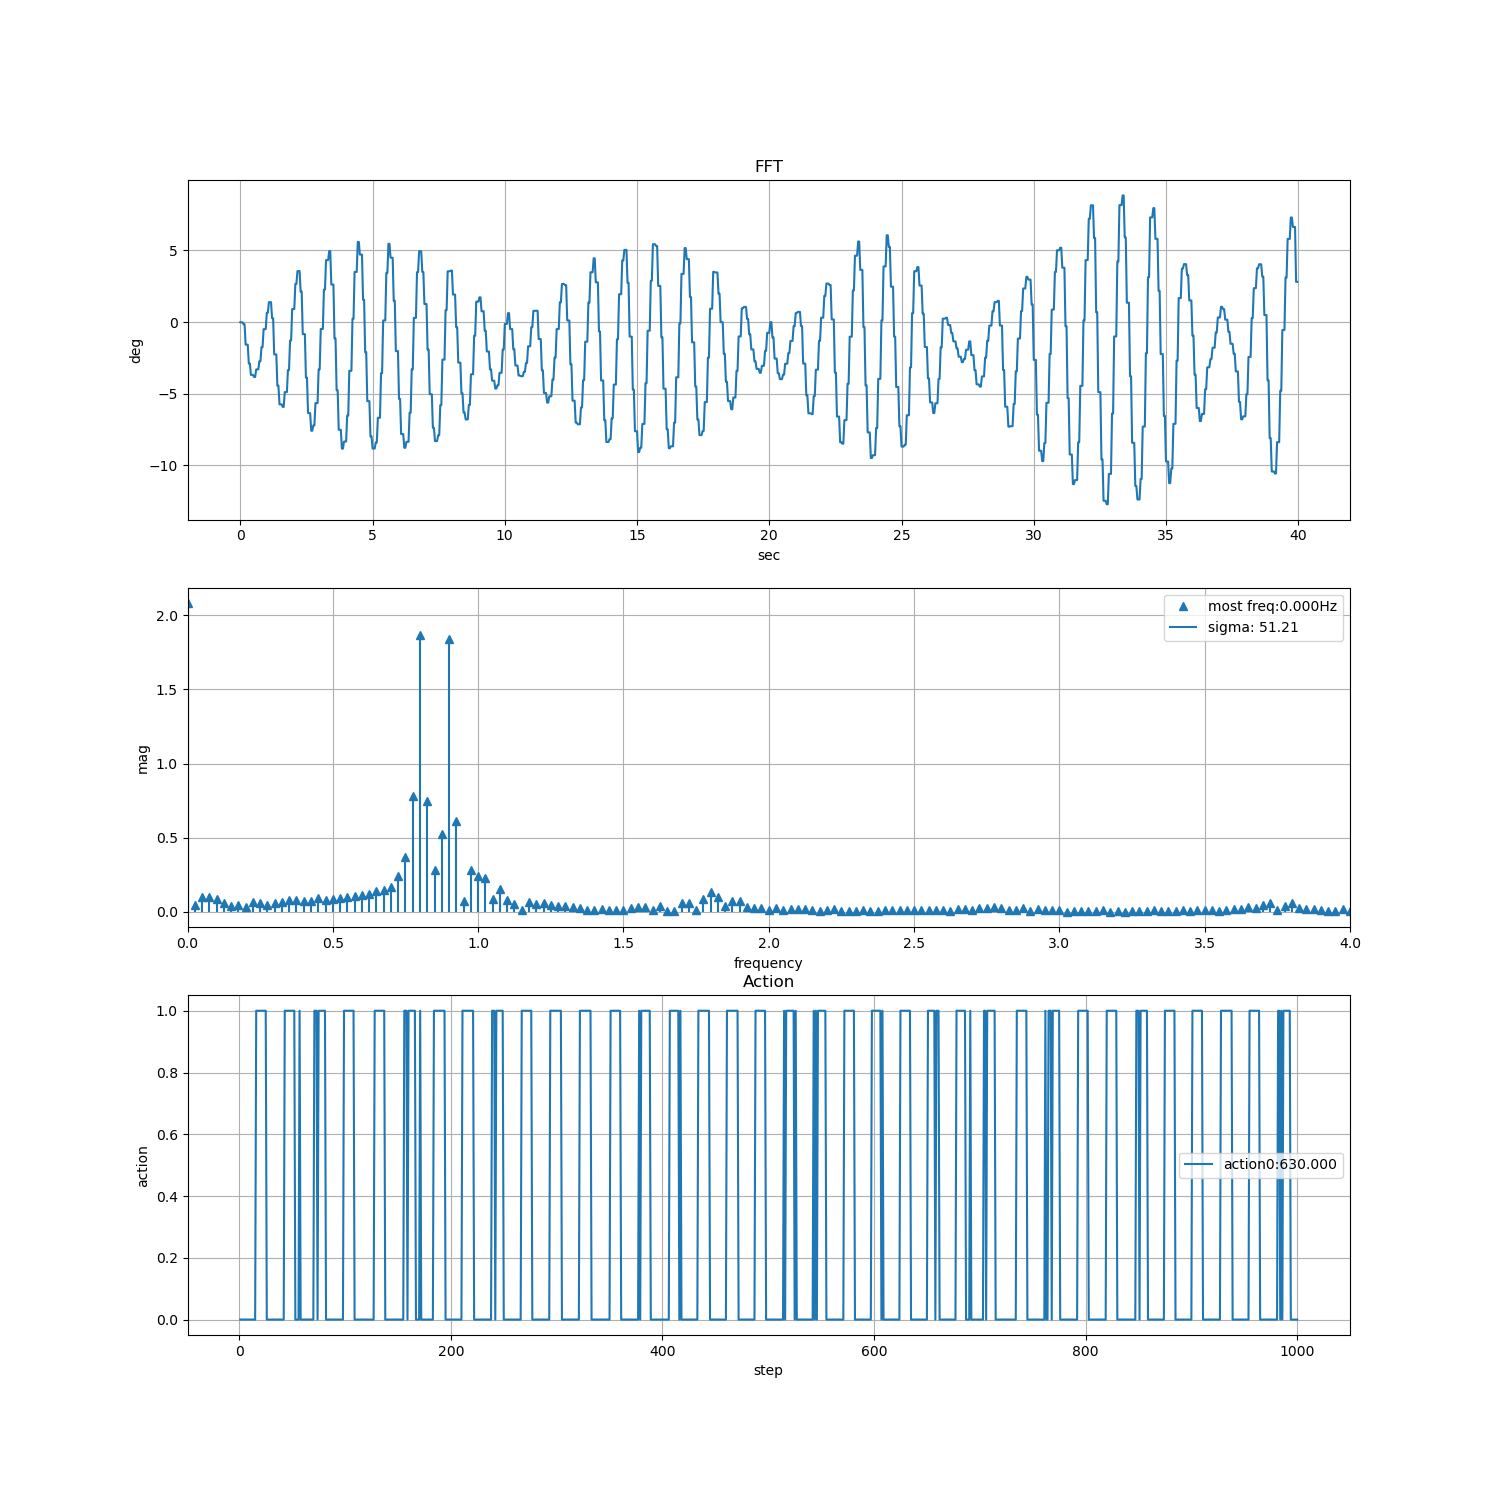 FFT
5
0
−5
−10
deg
0 5 10 15 20 25 30 35 40
sec
2.0
1.5
1.0
0.5
0.0
mag
most freq:0.000Hz
sigma: 51.21
0.0 0.5 1.0 1.5 2.0 2.5 3.0 3.5 4.0
frequency
Action
1.0
0.8
0.6
0.4
0.2
0.0
action
action0:630.000
0 200 400 600 800 1000
step